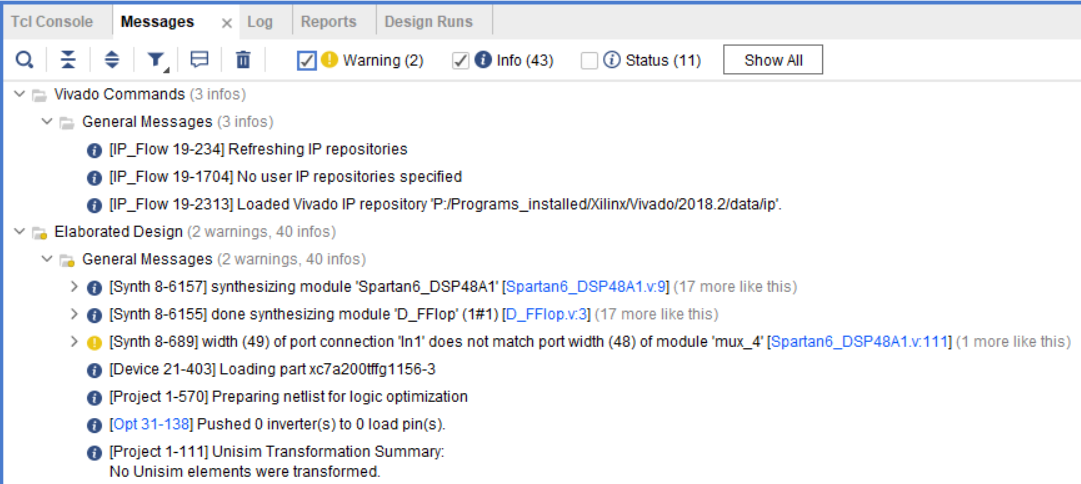 Tcl Console Messages × Log Reports Design Runs
Warning (2) Info (43) Status (11) Show All
Vivado Commands (3 infos)
General Messages (3 infos)
[IP_Flow 19-234] Refreshing IP repositories
[IP_Flow 19-1704] No user IP repositories specified
[IP_Flow 19-2313] Loaded Vivado IP repository 'P:/Programs_installed/Xilinx/Vivado/2018.2/data/ip'.
Elaborated Design (2 warnings, 40 infos)
General Messages (2 warnings, 40 infos)
[Synth 8-6157] synthesizing module 'Spartan6_DSP48A1' [Spartan6_DSP48A1.v:9] (17 more like this)
[Synth 8-6155] done synthesizing module 'D_FFlop' (1#1) [D_FFlop.v:3] (17 more like this)
[Synth 8-689] width (49) of port connection 'In1' does not match port width (48) of module 'mux_4' [Spartan6_DSP48A1.v:111] (1 more like this)
[Device 21-403] Loading part xc7a200tffg1156-3
[Project 1-570] Preparing netlist for logic optimization
[Opt 31-138] Pushed 0 inverter(s) to 0 load pin(s).
[Project 1-111] Unisim Transformation Summary:
No Unisim elements were transformed.